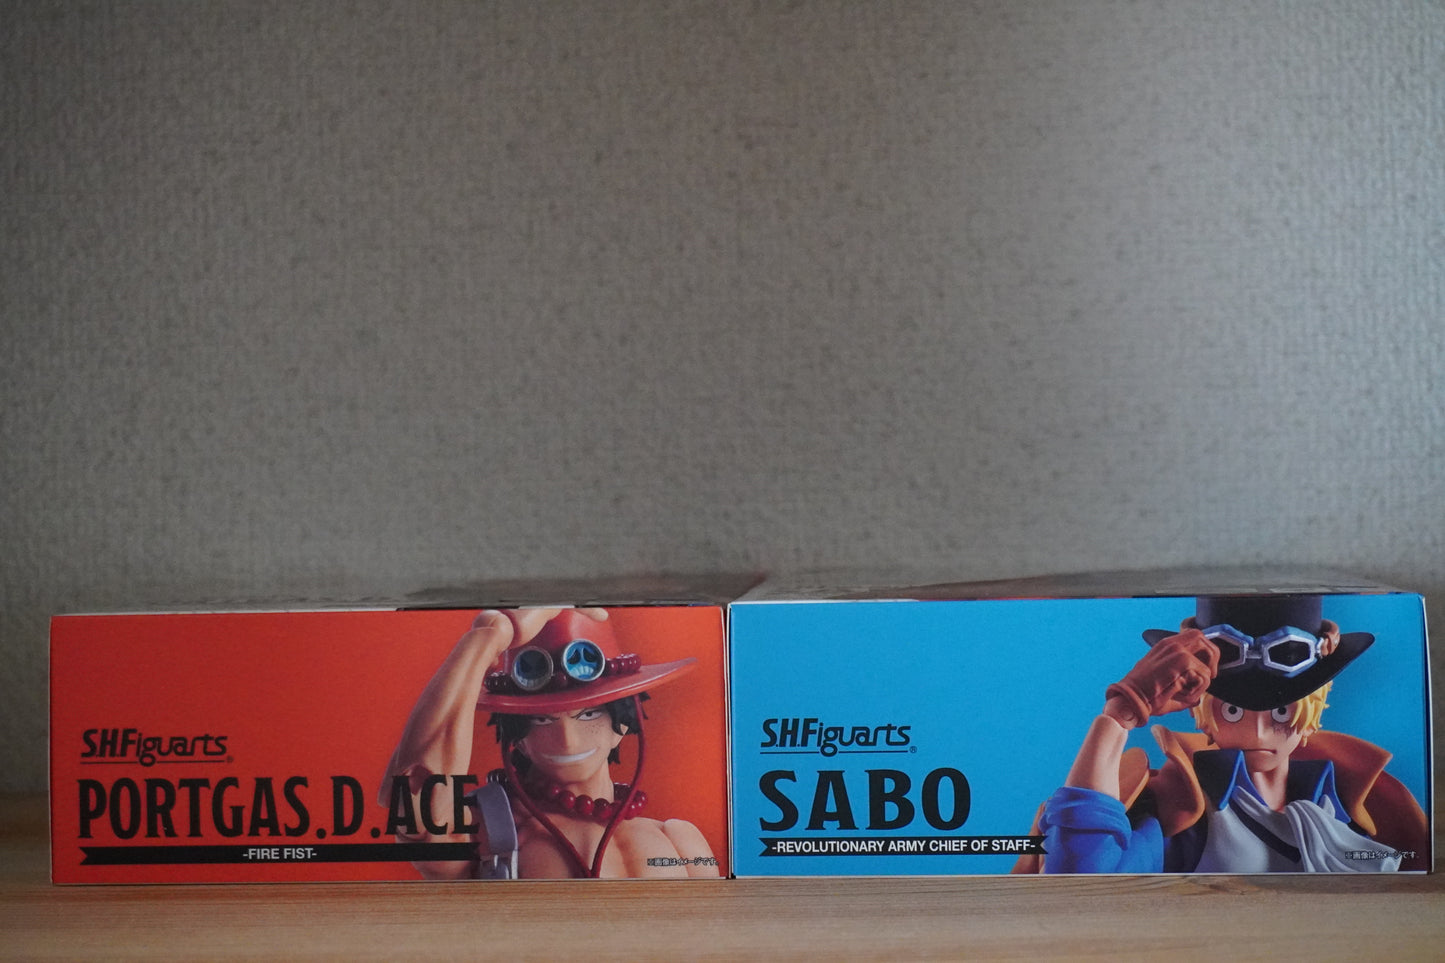 S.H.Figuarts®
PORTGAS.D.ACE
-FIRE FIST-
※画像はイメージです。
S.H.Figuarts®
SABO
-REVOLUTIONARY ARMY CHIEF OF STAFF-
※画像はイメージです。